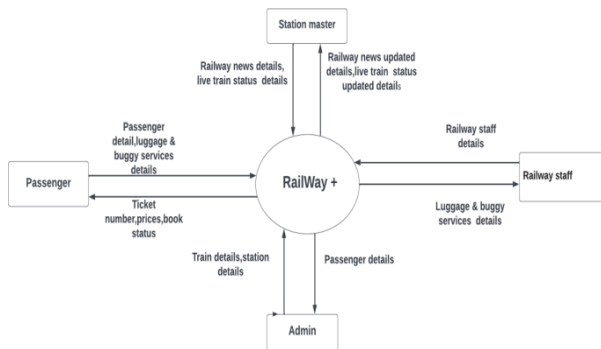 Station master
Railway news details,
live train status details
Railway news updated
details,live train status
updated details
Passenger
detail,luggage &
buggy services
details
Railway staff
details
Passenger
RailWay +
Railway staff
Ticket
number,prices,book
status
Luggage & buggy
services details
Train details,station
details
Passenger details
Admin